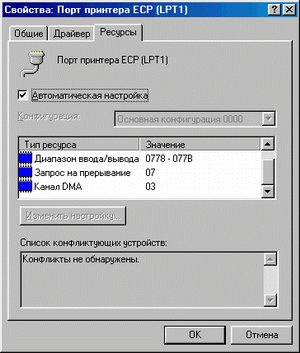 Свойства: Порт принтера ECP (LPT1)
Общие Драйвер Ресурсы
Порт принтера ECP (LPT1)
Автоматическая настройка
Конфигурация: Основная конфигурация 0000
Тип ресурса Значение
Диапазон ввода/вывода 0778 - 077B
Запрос на прерывание 07
Канал DMA 03
Изменить настройку...
Список конфликтующих устройств:
Конфликты не обнаружены.
OK Отмена